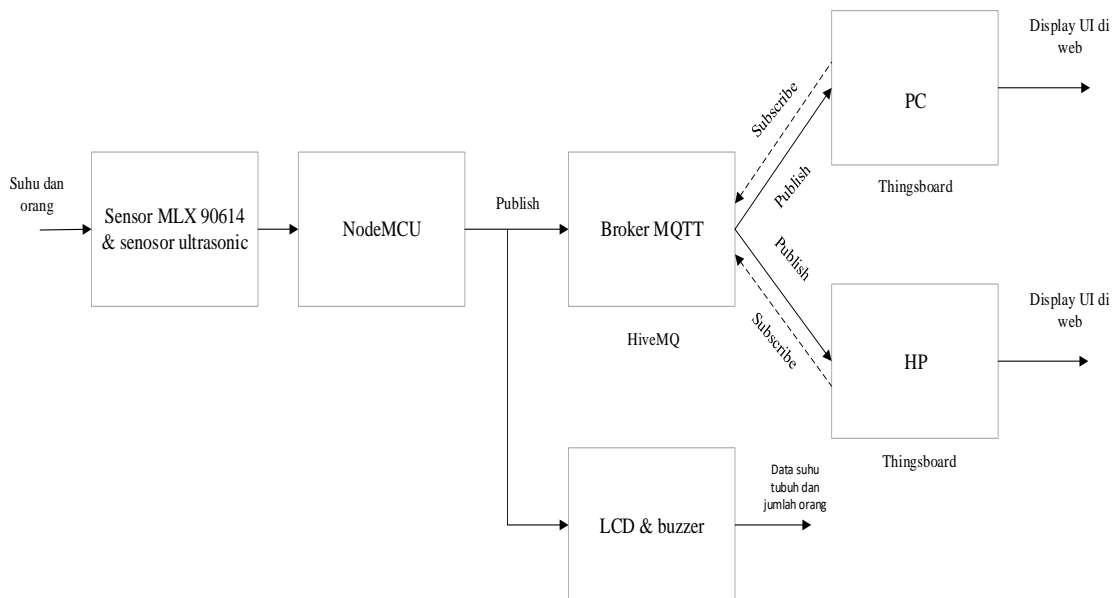 Suhu dan
orang
Sensor MLX 90614
& senosor ultrasonic
NodeMCU
Publish
Broker MQTT
HiveMQ
Subscribe
Publish
PC
Thingsboard
Display UI di
web
Publish
Subscribe
HP
Thingsboard
Display UI di
web
LCD & buzzer
Data suhu
tubuh dan
jumlah orang